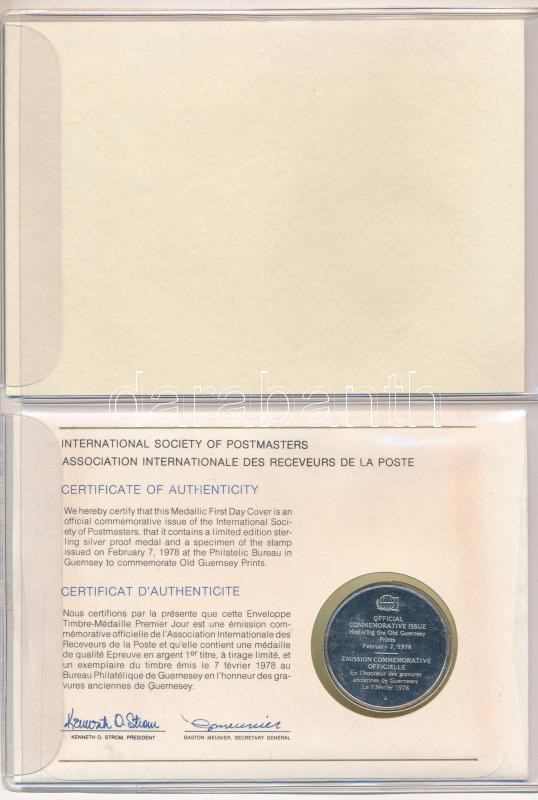 darabanth
INTERNATIONAL SOCIETY OF POSTMASTERS
ASSOCIATION INTERNATIONALE DES RECEVEURS DE LA POSTE
CERTIFICATE OF AUTHENTICITY
We hereby certify that this Medallic First Day Cover is an
official commemorative issue of the International Soci-
ety of Postmasters, that it contains a limited edition ster-
ling silver proof medal and a specimen of the stamp
issued on February 7, 1978 at the Philatelic Bureau in
Guernsey to commemorate Old Guernsey Prints.
CERTIFICAT D'AUTHENTICITE
Nous certifions par la présente que cette Enveloppe
Timbre-Médaille Premier Jour est une émission com-
mémorative officielle de l'Association Internationale des
Receveurs de la Poste et qu'elle contient une médaille
de qualité Epreuve en argent 1er titre, à tirage limité, et
un exemplaire du timbre émis le 7 février 1978 au
Bureau Philatélique de Guernesey en l'honneur des gra-
vures anciennes de Guernesey.
Kenneth O. Strom
KENNETH O. STROM, PRESIDENT
GASTON MEUNIER, SECRETARY GENERAL
OFFICIAL
COMMEMORATIVE ISSUE
Honoring the Old Guernsey
Prints
February 7, 1978
EMISSION COMMEMORATIVE
OFFICIELLE
En l'honneur des gravures
anciennes de Guernesey
Le 7 février 1978